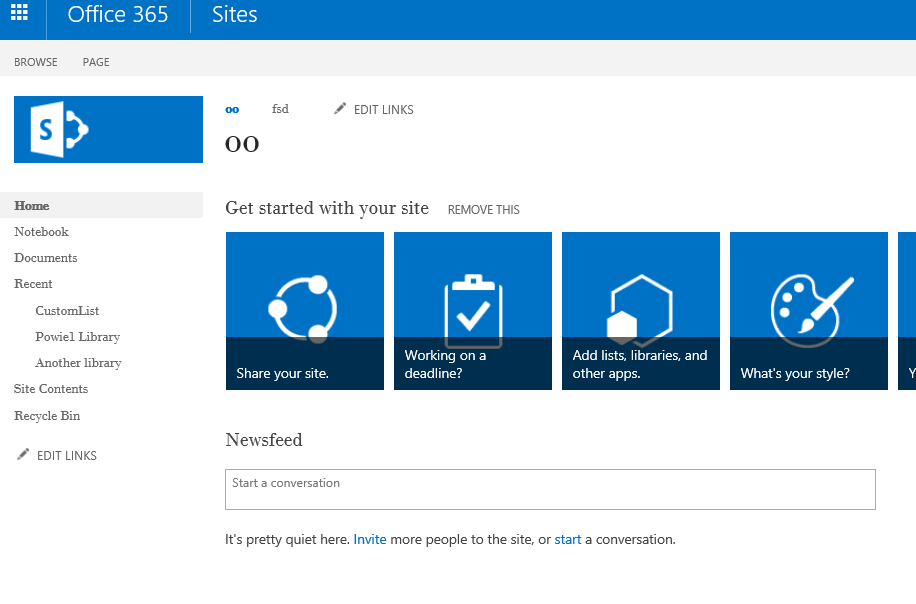 Office 365
Sites
BROWSE
PAGE
S
oo
fsd
EDIT LINKS
oo
Home
Notebook
Documents
Recent
CustomList
Powie1 Library
Another library
Site Contents
Recycle Bin
EDIT LINKS
Get started with your site
REMOVE THIS
Share your site.
Working on a
deadline?
Add lists, libraries, and
other apps.
What's your style?
Y
Newsfeed
Start a conversation
It's pretty quiet here. Invite more people to the site, or start a conversation.